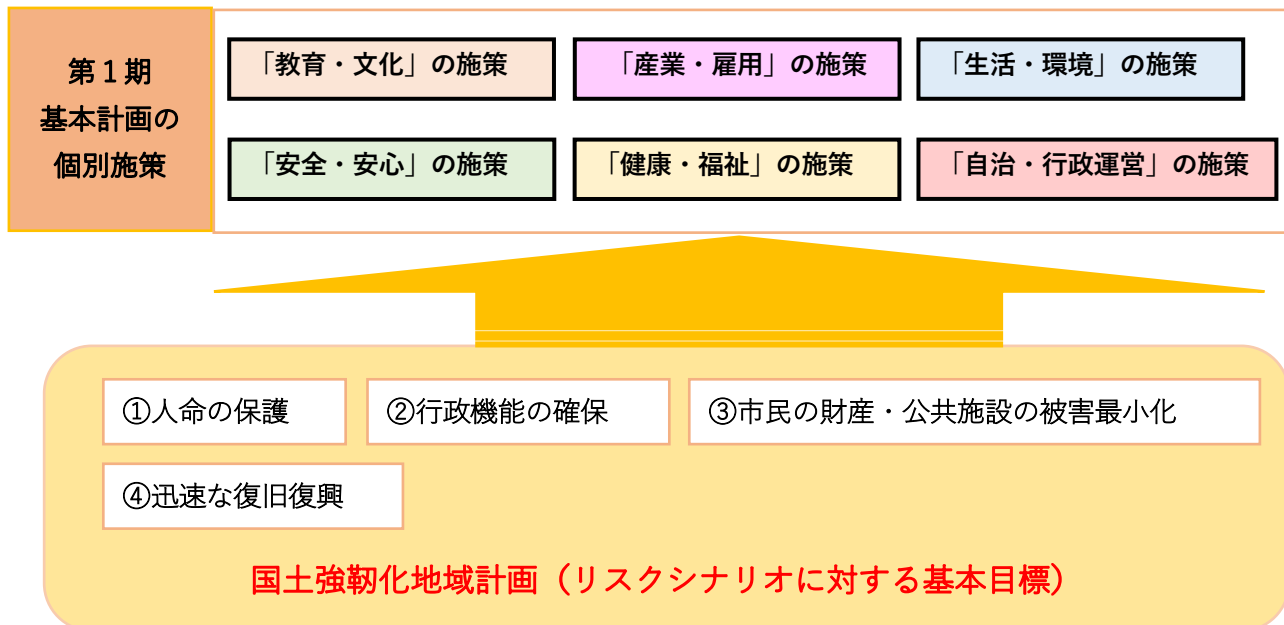 第１期
基本計画の
個別施策
「教育・文化」の施策
「産業・雇用」の施策
「生活・環境」の施策
「安全・安心」の施策
「健康・福祉」の施策
「自治・行政運営」の施策
①人命の保護
②行政機能の確保
③市民の財産・公共施設の被害最小化
④迅速な復旧復興
国土強靭化地域計画（リスクシナリオに対する基本目標）